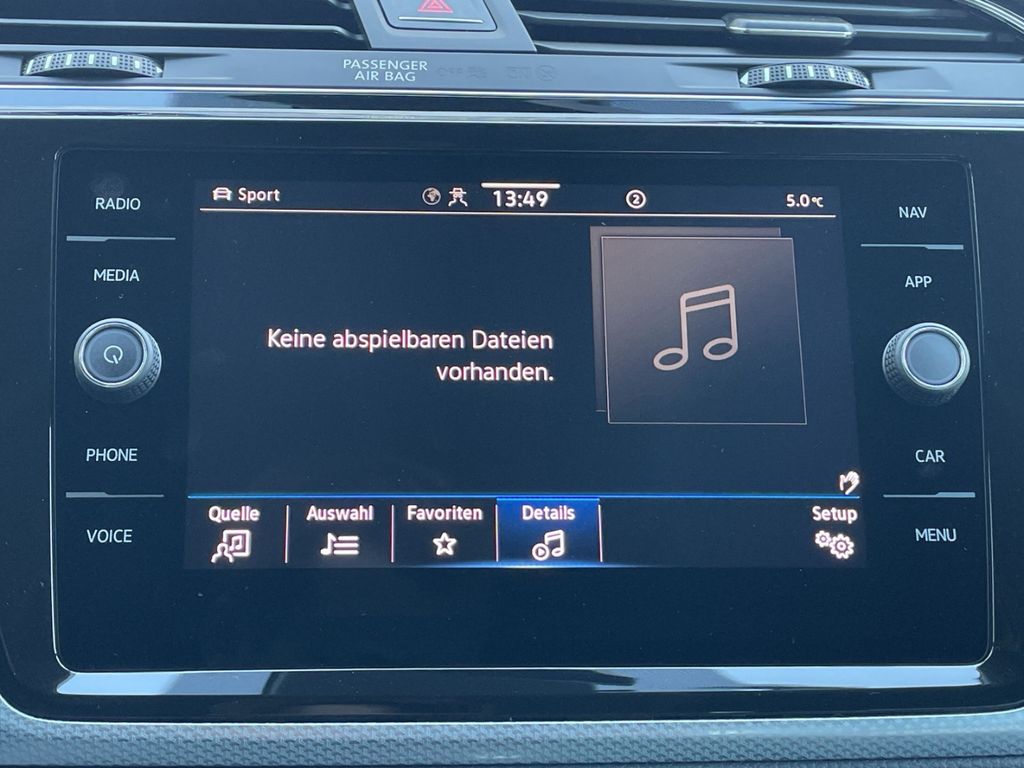 PASSENGER
AIR BAG
RADIO
MEDIA
PHONE
VOICE
Sport
13:49
2
5.0°C
Keine abspielbaren Dateien
vorhanden.
Quelle
Auswahl
Favoriten
Details
Setup
NAV
APP
CAR
MENU